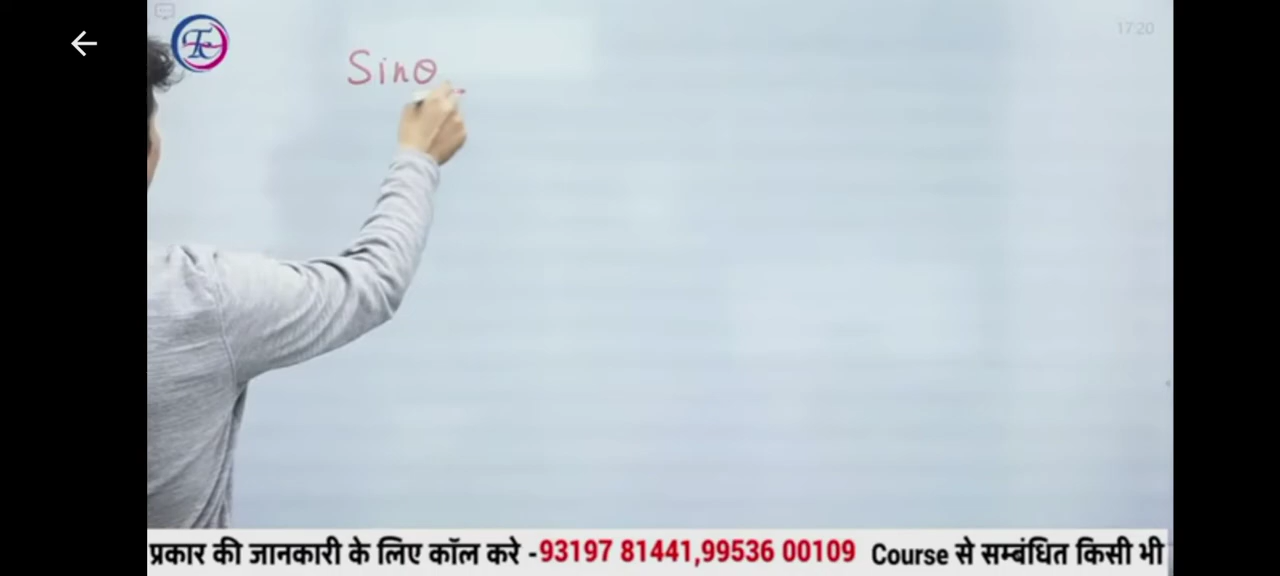 17:20
Sinθ
प्रकार की जानकारी के लिए कॉल करे -93197 81441,99536 00109 Course से सम्बंधित किसी भी